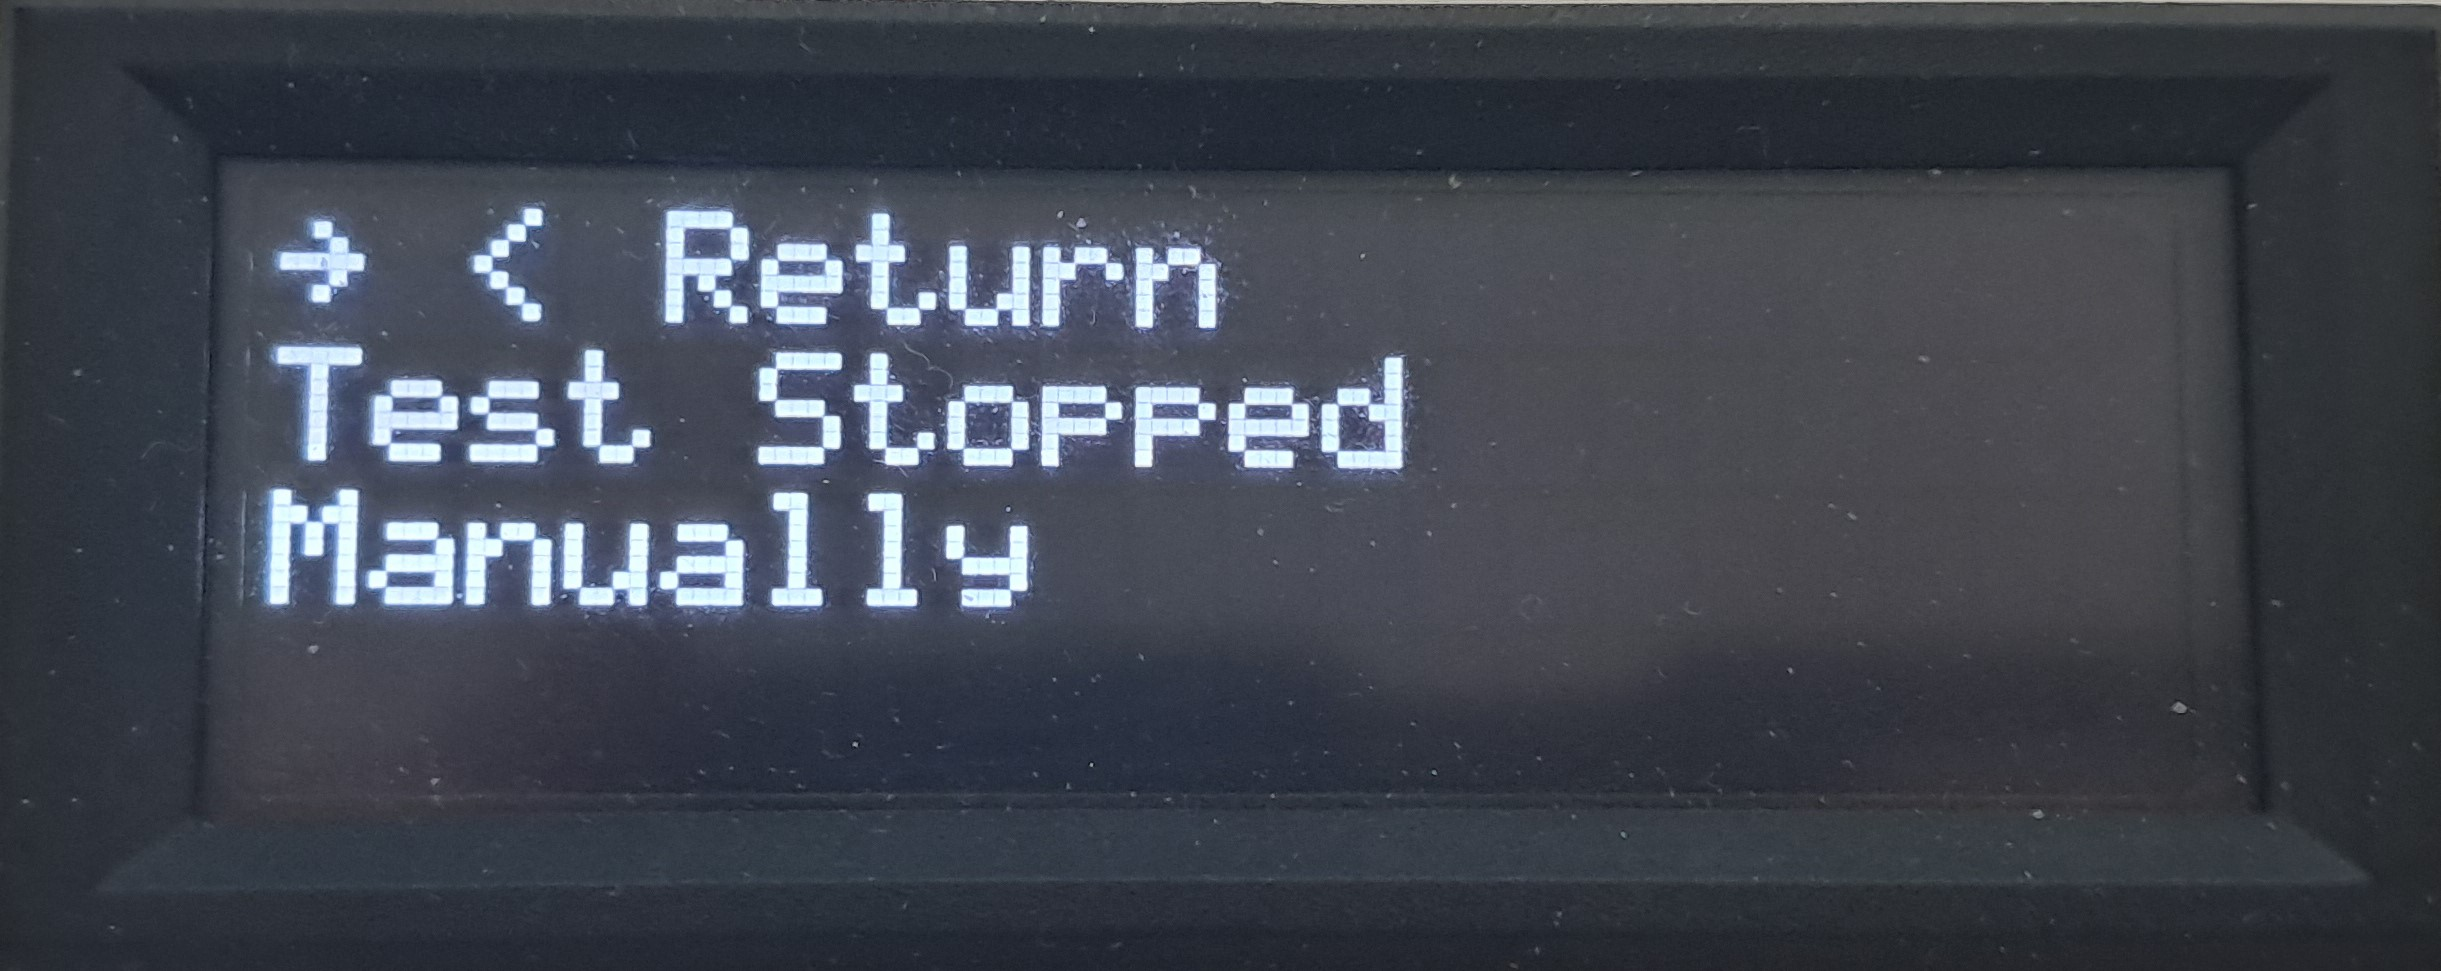 → < Return
Test Stopped
Manually